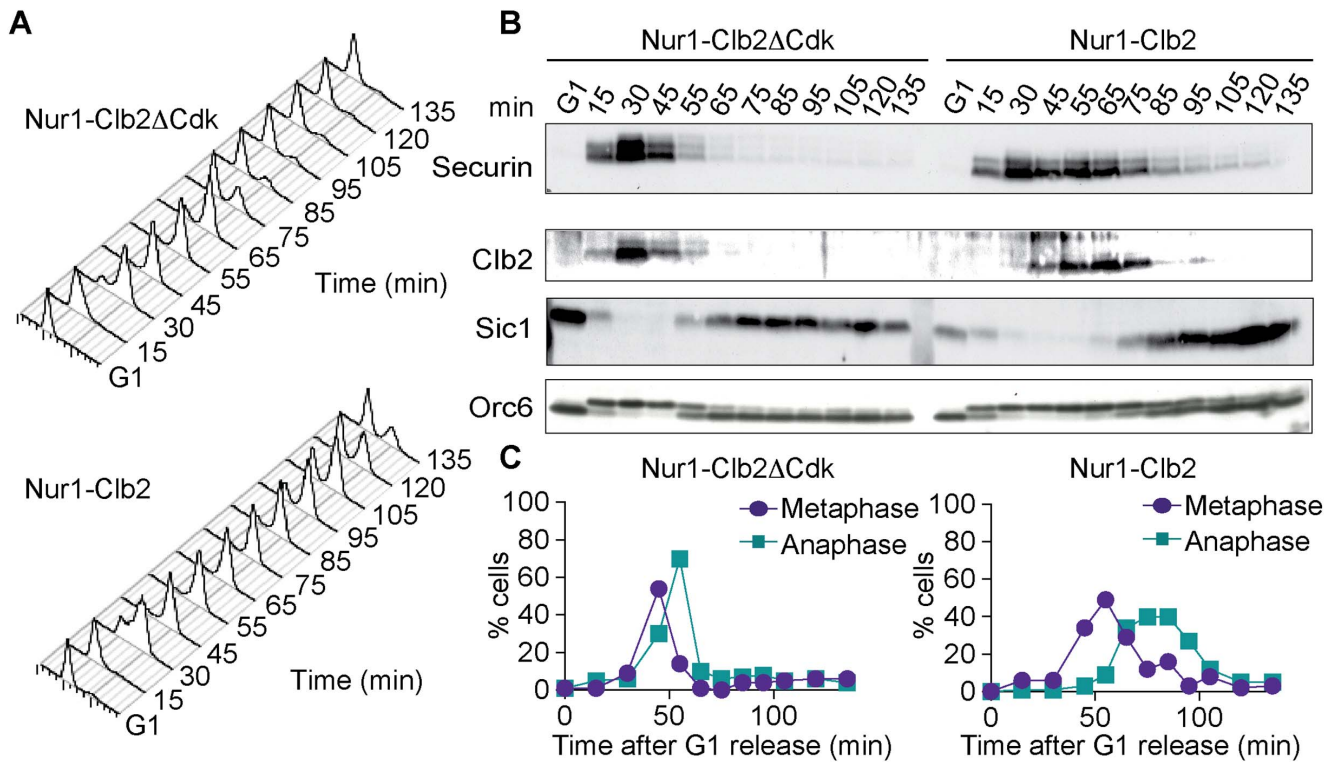 A
Nur1-Clb2ΔCdk
135
120
105
95
85
75
65
55
45
30
15
G1
Time (min)
Nur1-Clb2
135
120
105
95
85
75
65
55
45
30
15
G1
Time (min)
B
Nur1-Clb2ΔCdk Nur1-Clb2
min G1 15 30 45 55 65 75 85 95 105 120 135 G1 15 30 45 55 65 75 85 95 105 120 135
Securin
Clb2
Sic1
Orc6
C
Nur1-Clb2ΔCdk
Metaphase
Anaphase
% cells
100
80
60
40
20
0
0 50 100
Time after G1 release (min)
Nur1-Clb2
Metaphase
Anaphase
% cells
100
80
60
40
20
0
0 50 100
Time after G1 release (min)